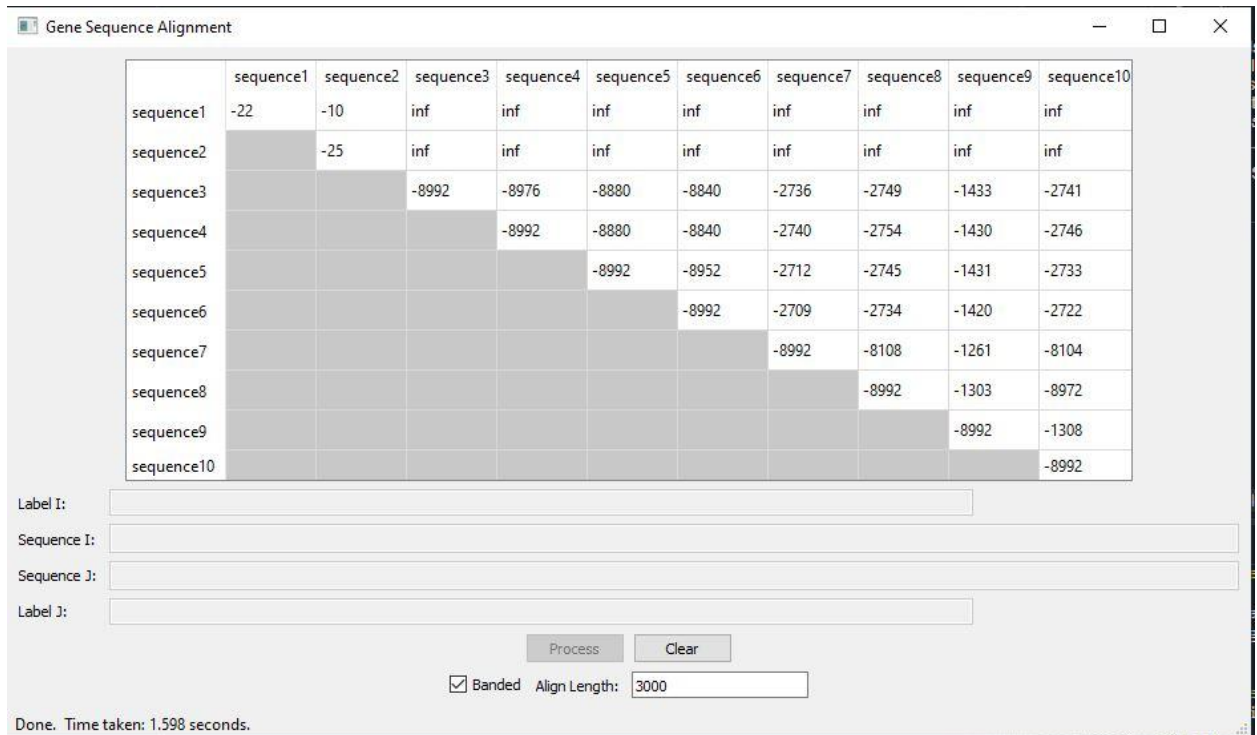 Gene Sequence Alignment
sequence1 sequence2 sequence3 sequence4 sequence5 sequence6 sequence7 sequence8 sequence9 sequence10
sequence1 -22 -10 inf inf inf inf inf inf inf inf
sequence2 -25 inf inf inf inf inf inf inf inf
sequence3 -8992 -8976 -8880 -8840 -2736 -2749 -1433 -2741
sequence4 -8992 -8880 -8840 -2740 -2754 -1430 -2746
sequence5 -8992 -8952 -2712 -2745 -1431 -2733
sequence6 -8992 -2709 -2734 -1420 -2722
sequence7 -8992 -8108 -1261 -8104
sequence8 -8992 -1303 -8972
sequence9 -8992 -1308
sequence10 -8992
Label I:
Sequence I:
Sequence J:
Label J:
Process Clear
Banded Align Length: 3000
Done. Time taken: 1.598 seconds.